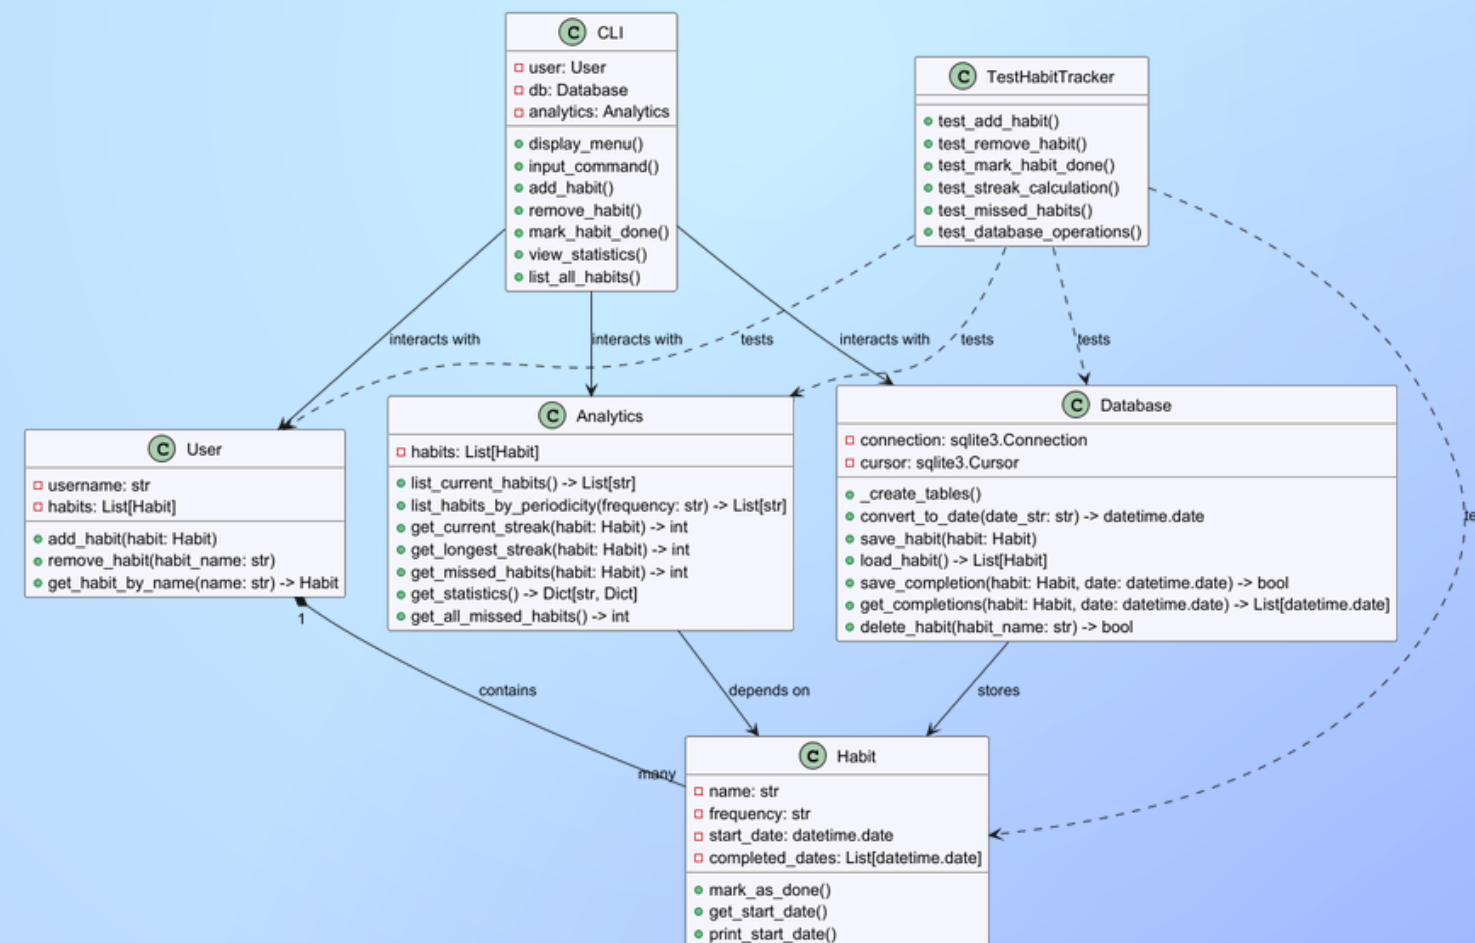 C CLI
user: User
db: Database
analytics: Analytics
display_menu()
input_command()
add_habit()
remove_habit()
mark_habit_done()
view_statistics()
list_all_habits()
C TestHabitTracker
test_add_habit()
test_remove_habit()
test_mark_habit_done()
test_streak_calculation()
test_missed_habits()
test_database_operations()
interacts with
interacts with
tests
interacts with
tests
tests
te
C User
username: str
habits: List[Habit]
add_habit(habit: Habit)
remove_habit(habit_name: str)
get_habit_by_name(name: str) -> Habit
C Analytics
habits: List[Habit]
list_current_habits() -> List[str]
list_habits_by_periodicity(frequency: str) -> List[str]
get_current_streak(habit: Habit) -> int
get_longest_streak(habit: Habit) -> int
get_missed_habits(habit: Habit) -> int
get_statistics() -> Dict[str, Dict]
get_all_missed_habits() -> int
C Database
connection: sqlite3.Connection
cursor: sqlite3.Cursor
_create_tables()
convert_to_date(date_str: str) -> datetime.date
save_habit(habit: Habit)
load_habit() -> List[Habit]
save_completion(habit: Habit, date: datetime.date) -> bool
get_completions(habit: Habit, date: datetime.date) -> List[datetime.date]
delete_habit(habit_name: str) -> bool
1
contains
depends on
stores
many
C Habit
name: str
frequency: str
start_date: datetime.date
completed_dates: List[datetime.date]
mark_as_done()
get_start_date()
print_start_date()